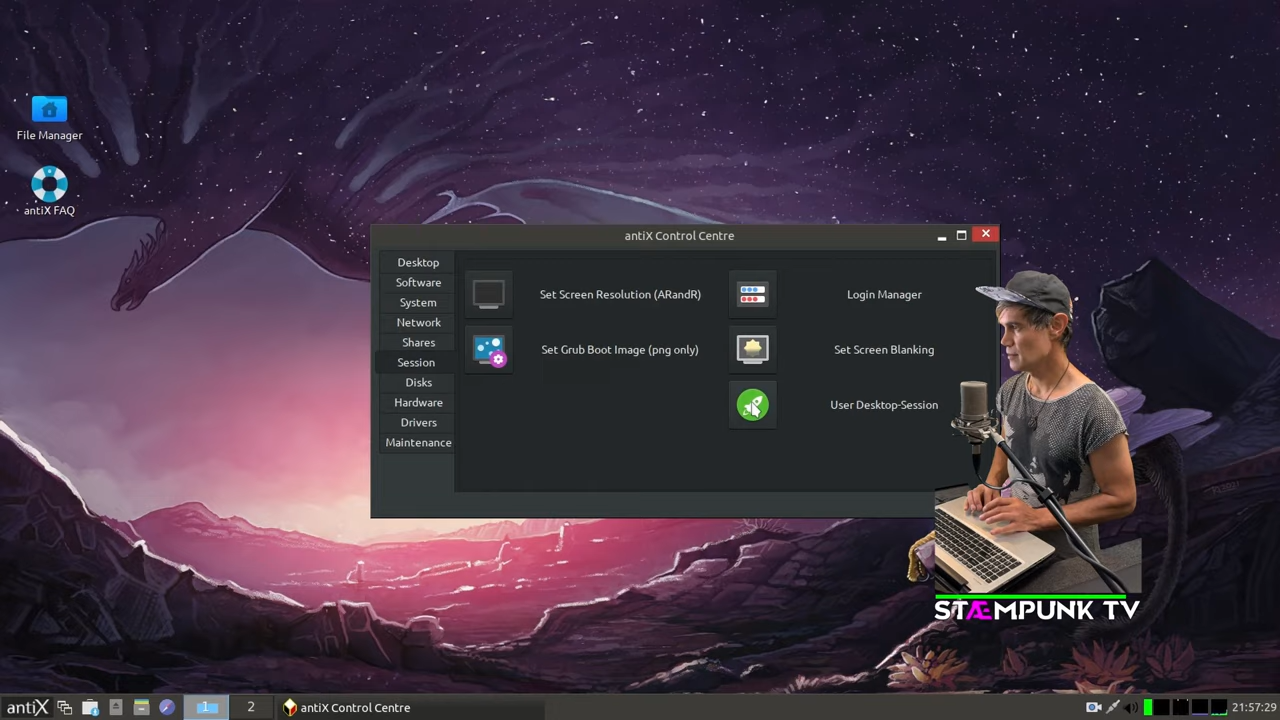 File Manager
antiX FAQ
antiX Control Centre
Desktop
Software
System
Network
Shares
Session
Disks
Hardware
Drivers
Maintenance
Set Screen Resolution (ARandR)
Login Manager
Set Grub Boot Image (png only)
Set Screen Blanking
User Desktop-Session
STÆMPUNK TV
antiX
1
2
antiX Control Centre
21:57:29